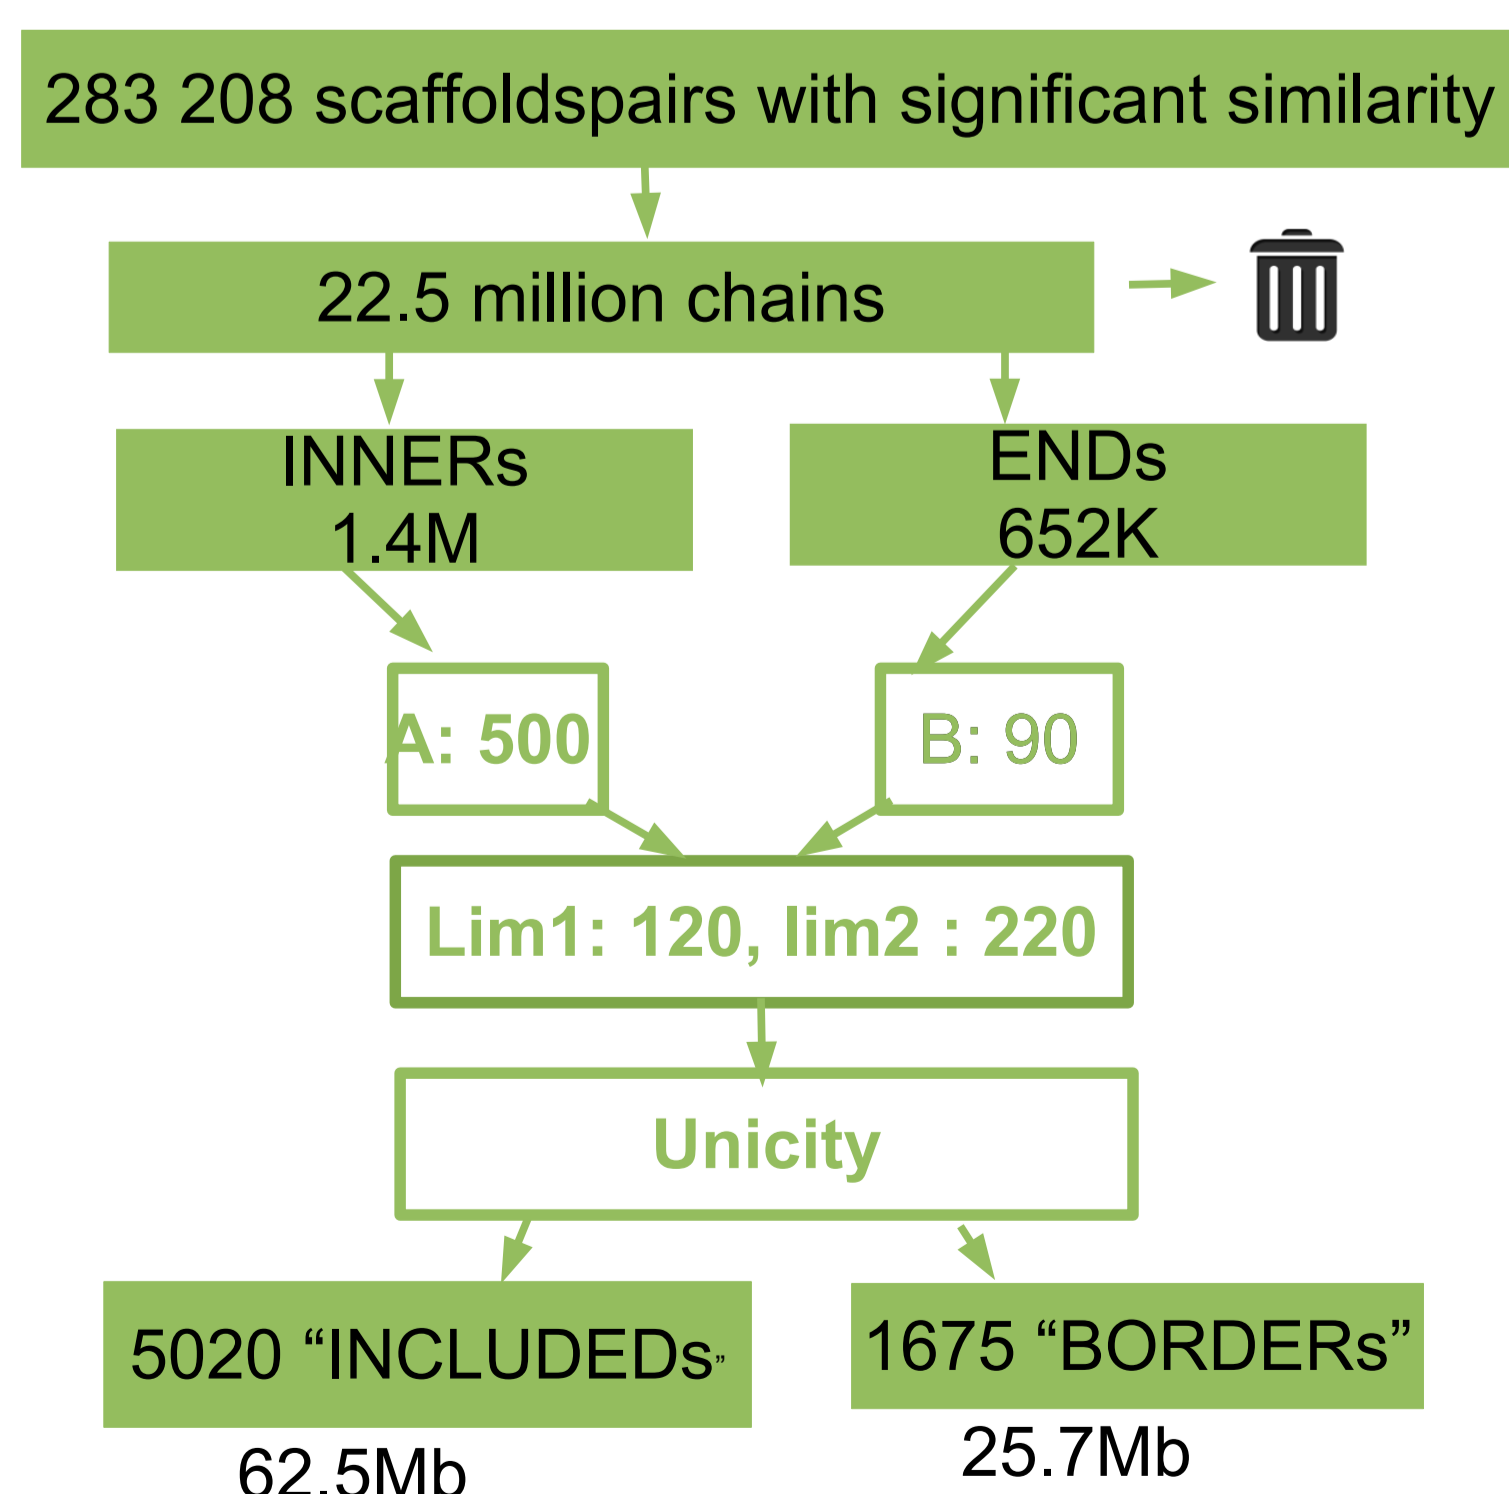 283 208 scaffoldspairs with significant similarity
22.5 million chains
INNERs
1.4M
ENDs
652K
A: 500
B: 90
Lim1: 120, lim2 : 220
Unicity
5020 “INCLUDEDs”
1675 “BORDERs”
62.5Mb
25.7Mb